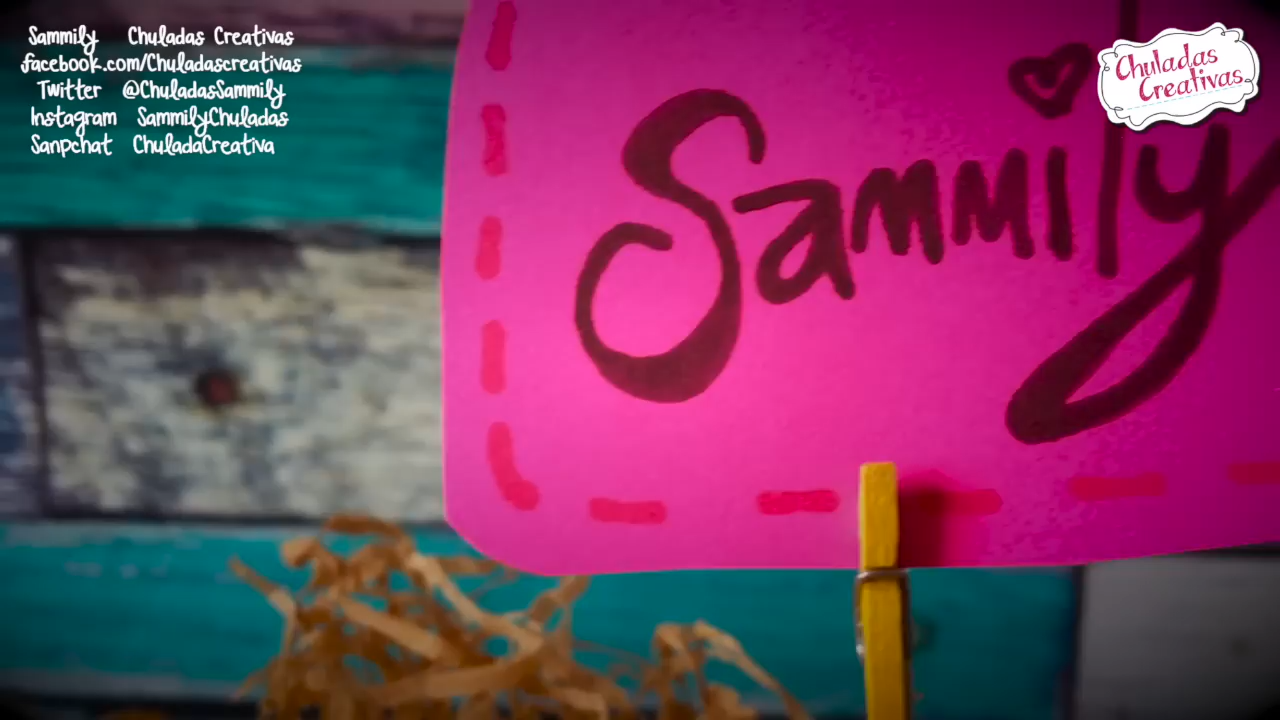 Sammily Chuladas Creativas
facebook.com/Chuladascreativas
Twitter @ChuladasSammily
Instagram SammilyChuladas
Sanpchat ChuladaCreativa
Chuladas
Creativas
Sammily